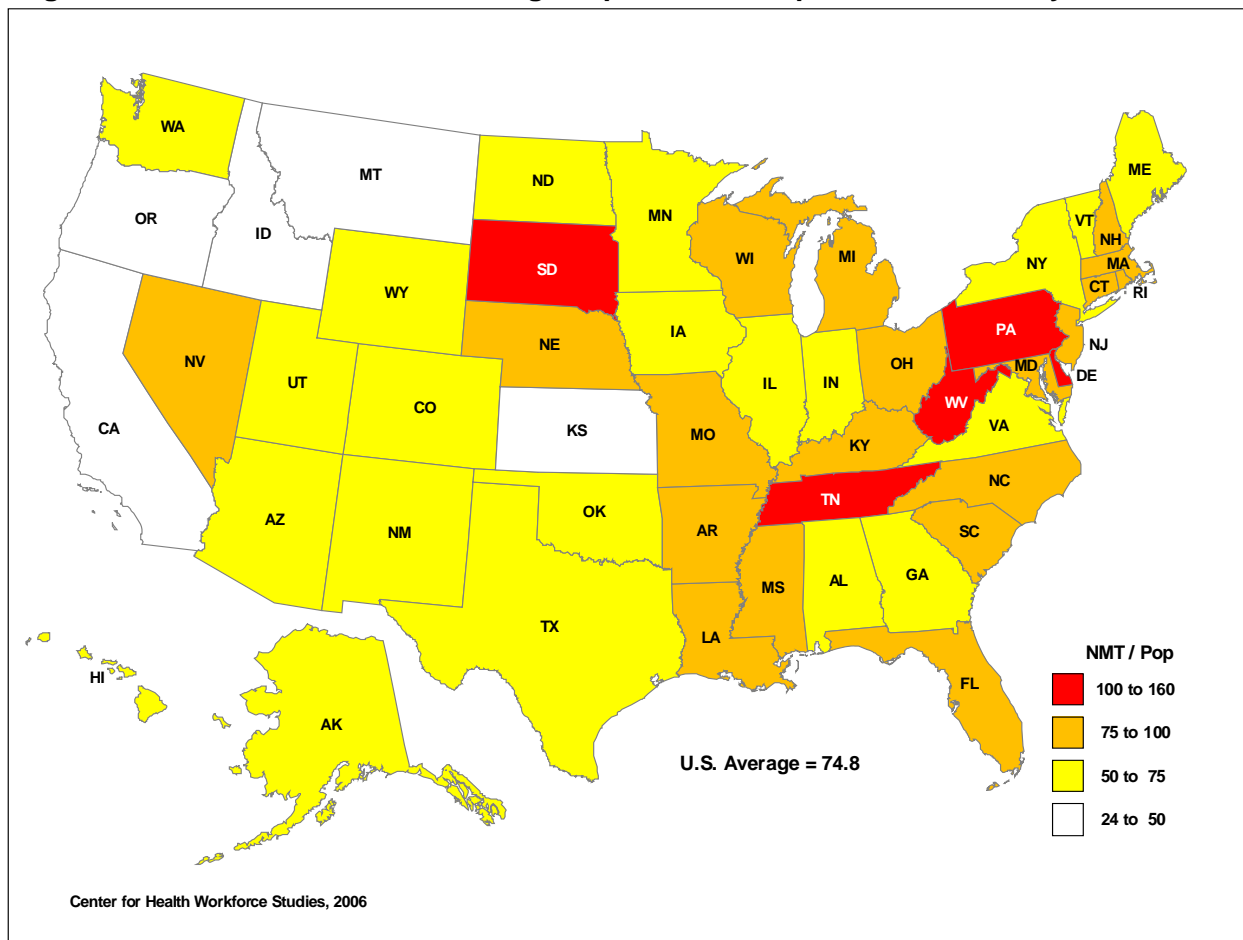 WA
MT
ND
ME
OR
ID
MN
VT
NH
SD
WI
MI
NY
MA
CT
RI
WY
IA
PA
NE
NV
NJ
OH
MD
DE
UT
IL
IN
CO
WV
VA
CA
KS
MO
KY
NC
TN
AZ
OK
NM
AR
SC
MS
AL
GA
TX
LA
HI
FL
AK
NMT / Pop
100 to 160
75 to 100
50 to 75
24 to 50
U.S. Average = 74.8
Center for Health Workforce Studies, 2006